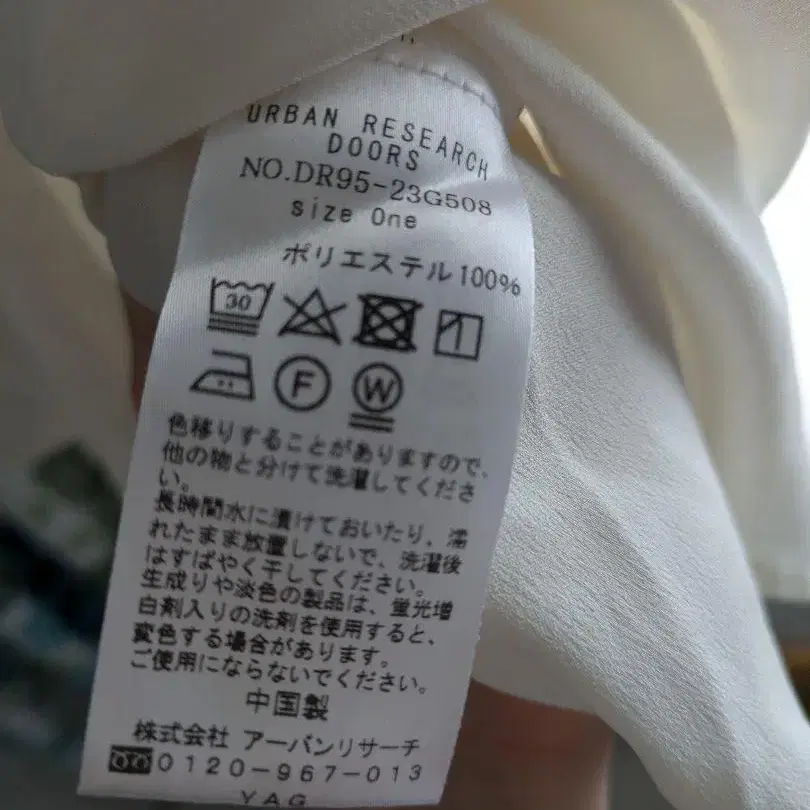 URBAN RESEARCH
DOORS
NO.DR95-23G508
size One
ポリエステル100%
30
F
W
色移りすることがありますので、
他の物と分けて洗濯してくださ
い。
長時間水に漬けておいたり、濡
れたまま放置しないで、洗濯後
はすばやく干してください。
生成りや淡色の製品は、蛍光増
白剤入りの洗剤を使用すると、
変色する場合があります。
ご使用にならないでください。
中国製
株式会社 アーバンリサーチ
0120-967-013
YAG